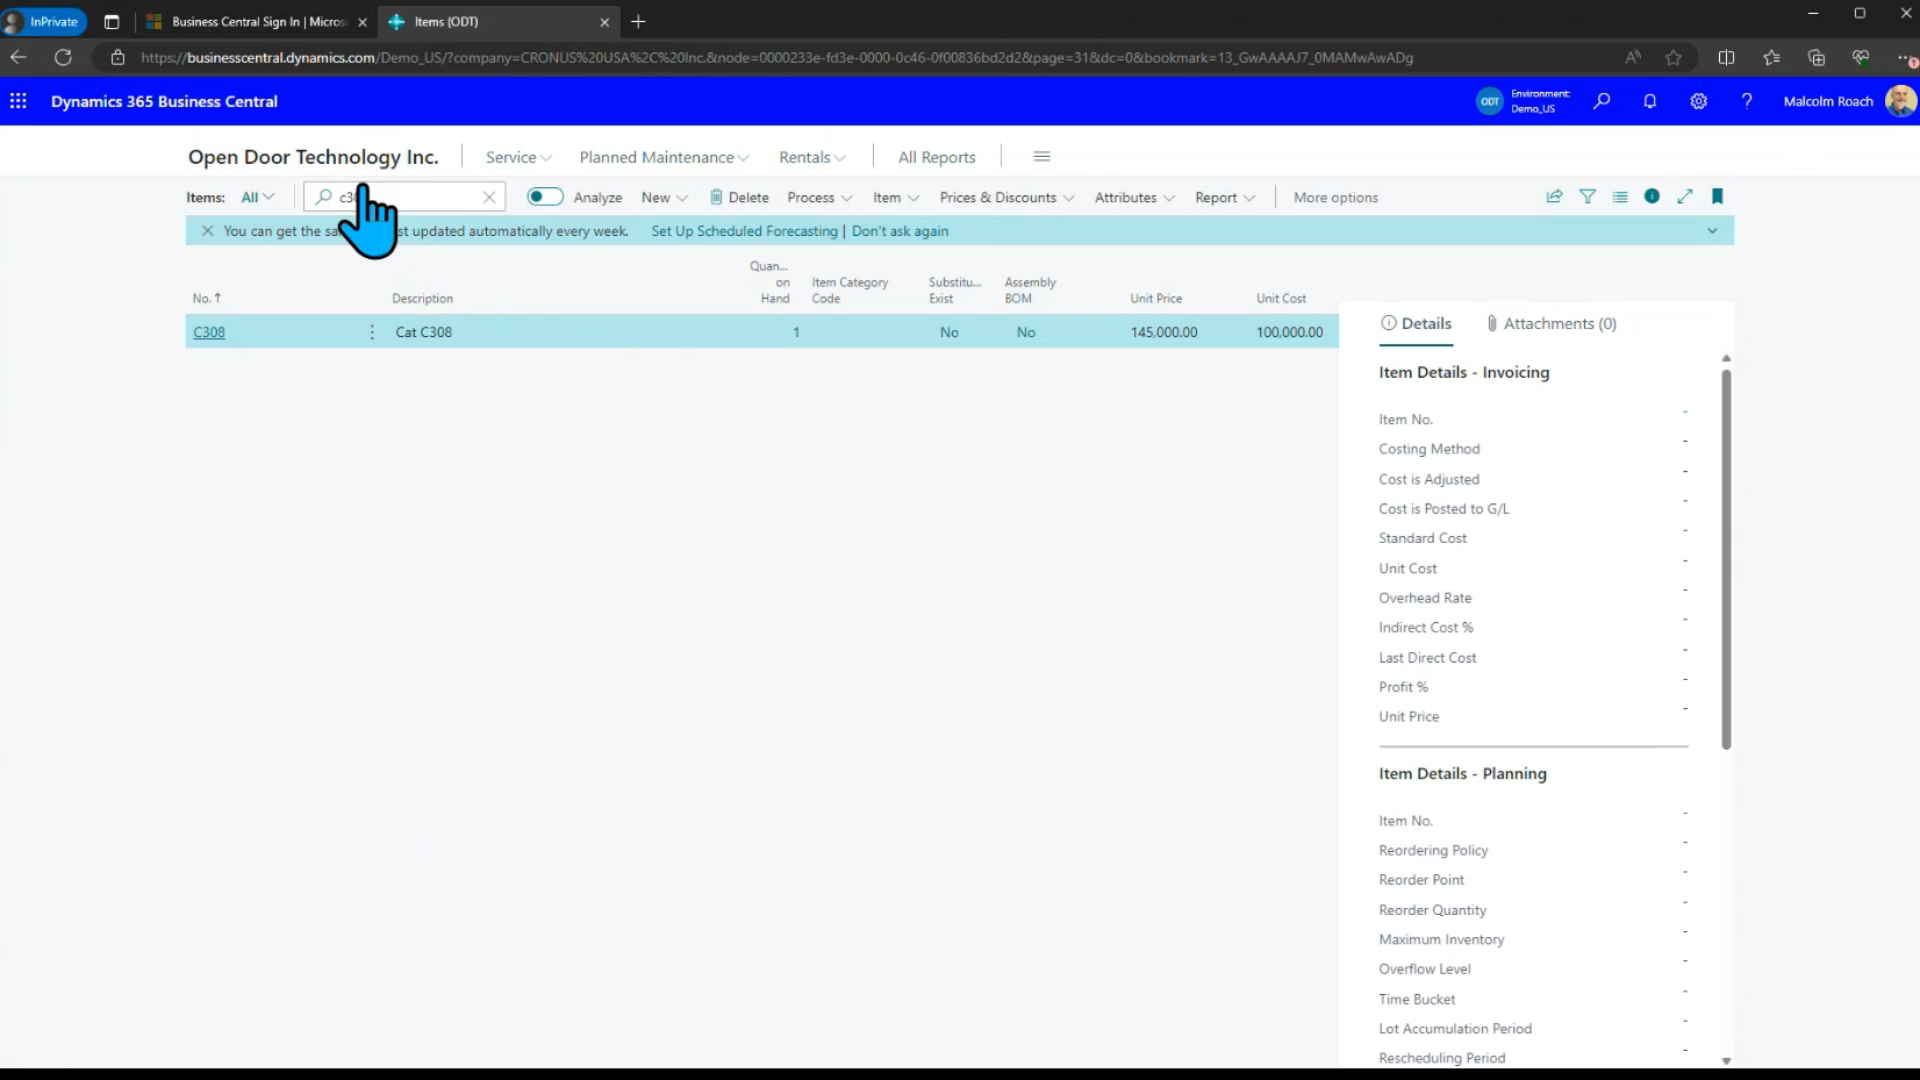 InPrivate
Business Central Sign In | Micros
Items (ODT)
https://businesscentral.dynamics.com/Demo_US/?company=CRONUS%20USA%2C%20Inc.&node=0000233e-fd3e-0000-0c46-0f00836bd2d2&page=31&dc=0&bookmark=13_GwAAAAJ7_0MAMwAwADg
Dynamics 365 Business Central
ODT
Environment:
Demo_US
?
Malcolm Roach
Open Door Technology Inc.
Service
Planned Maintenance
Rentals
All Reports
Items:
All
Analyze
New
Delete
Process
Item
Prices & Discounts
Attributes
Report
More options
You can get the
updated automatically every week.
Set Up Scheduled Forecasting | Don't ask again
No. ↑
Description
Quan...
on
Hand
Item Category
Code
Substitu...
Exist
Assembly
BOM
Unit Price
Unit Cost
C308
Cat C308
1
No
No
145,000.00
100,000.00
Details
Attachments (0)
Item Details - Invoicing
Item No. -
Costing Method -
Cost is Adjusted -
Cost is Posted to G/L -
Standard Cost -
Unit Cost -
Overhead Rate -
Indirect Cost % -
Last Direct Cost -
Profit % -
Unit Price -
Item Details - Planning
Item No. -
Reordering Policy -
Reorder Point -
Reorder Quantity -
Maximum Inventory -
Overflow Level -
Time Bucket -
Lot Accumulation Period -
Rescheduling Period -